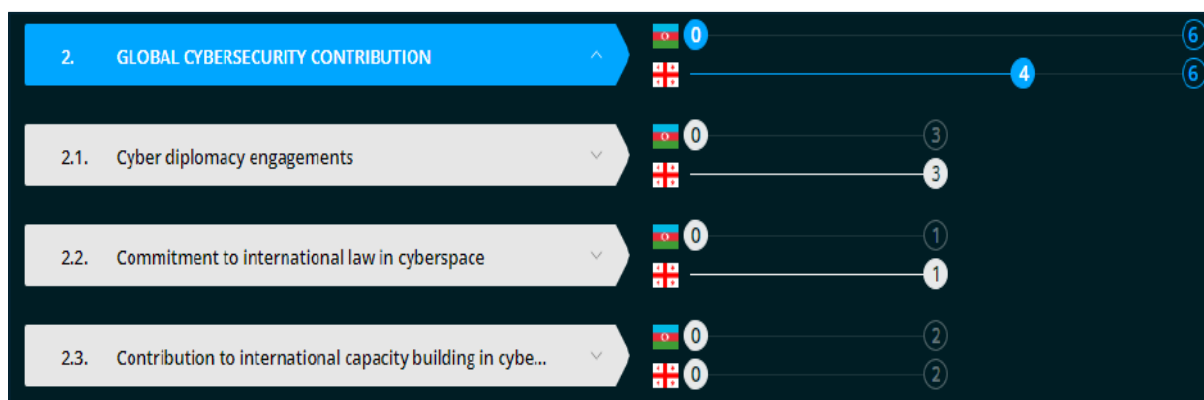 2. GLOBAL CYBERSECURITY CONTRIBUTION
0 6
4 6
2.1. Cyber diplomacy engagements
0 3
3
2.2. Commitment to international law in cyberspace
0 1
1
2.3. Contribution to international capacity building in cybe...
0 2
0 2